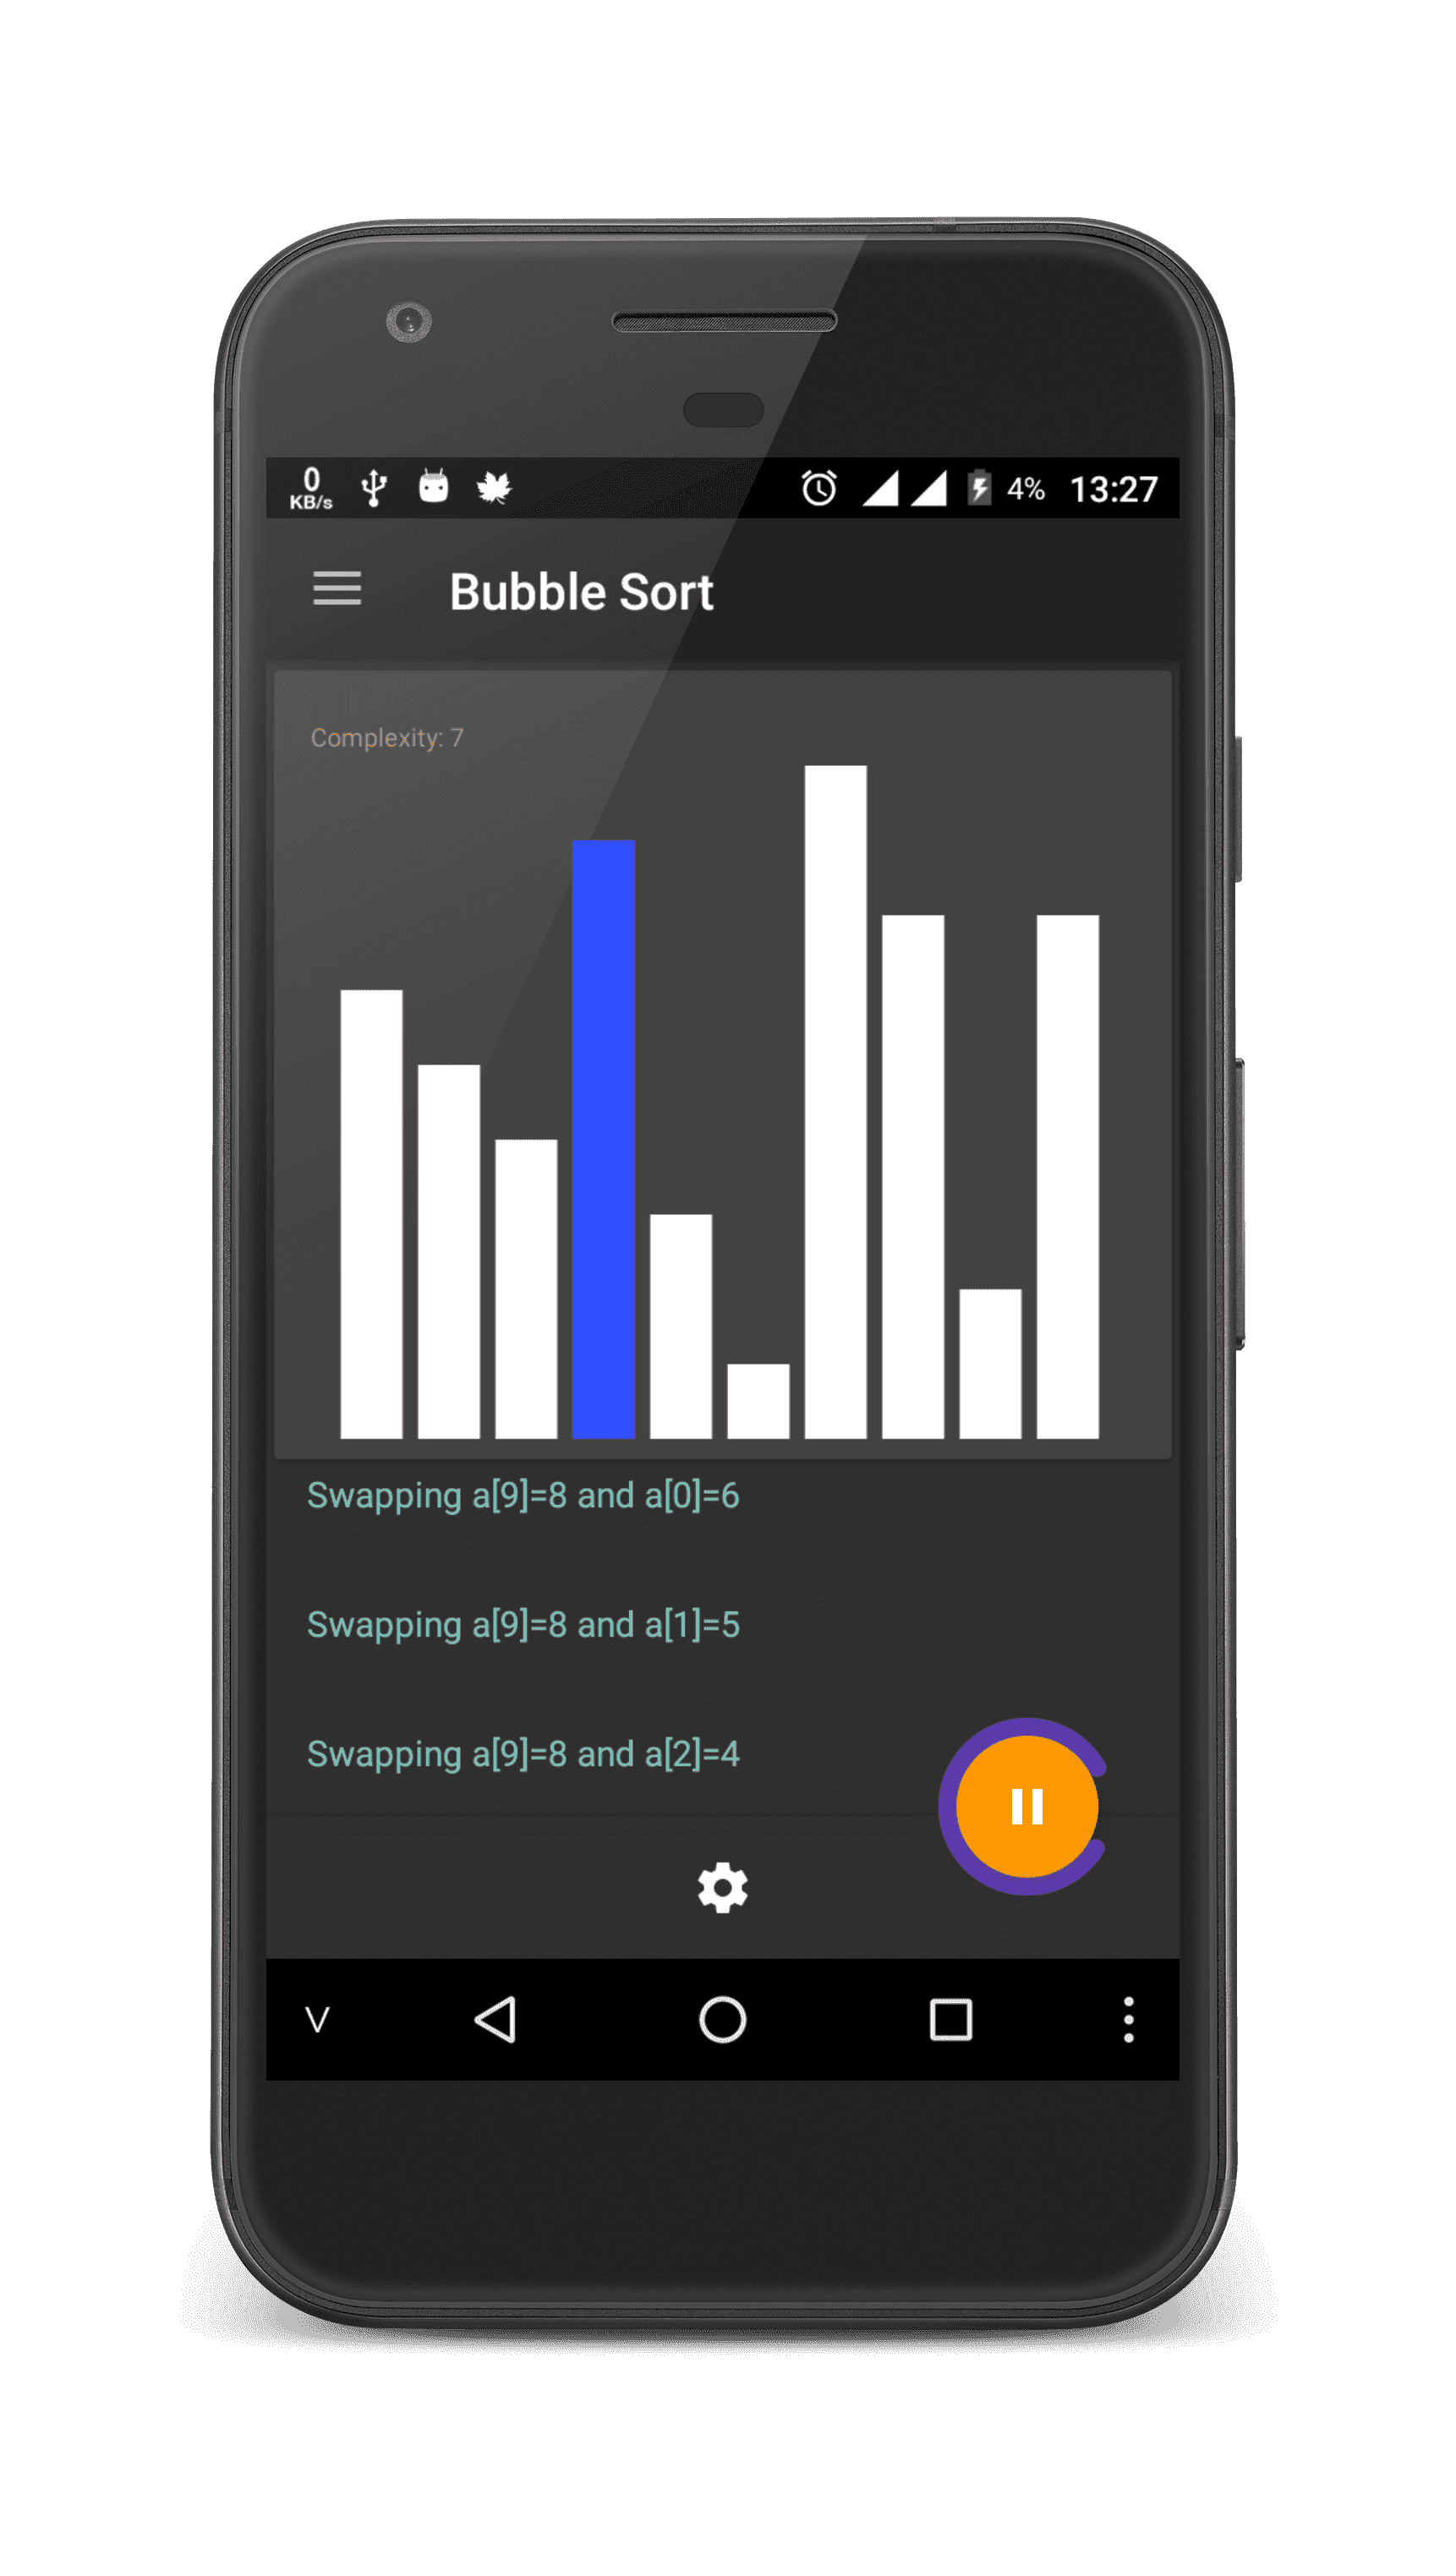 0
KB/s
4% 13:27
Bubble Sort
Complexity: 7
Swapping a[9]=8 and a[0]=6
Swapping a[9]=8 and a[1]=5
Swapping a[9]=8 and a[2]=4